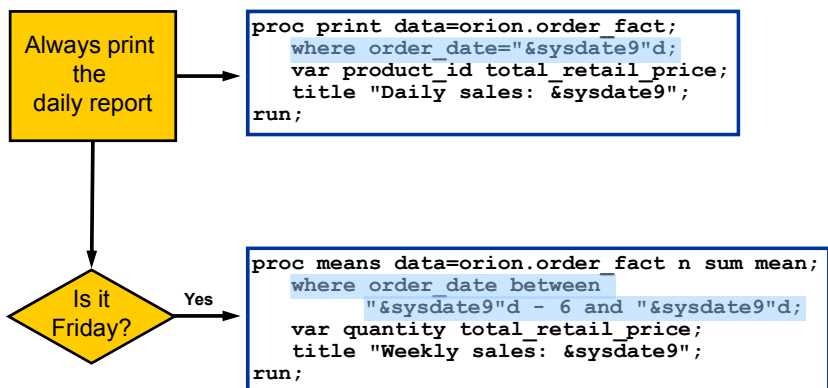 Always print
the
daily report
proc print data=orion.order_fact;
where order_date="&sysdate9"d;
var product_id total_retail_price;
title "Daily sales: &sysdate9";
run;
Is it
Friday?
Yes
proc means data=orion.order_fact n sum mean;
where order_date between
"&sysdate9"d - 6 and "&sysdate9"d;
var quantity total_retail_price;
title "Weekly sales: &sysdate9";
run;